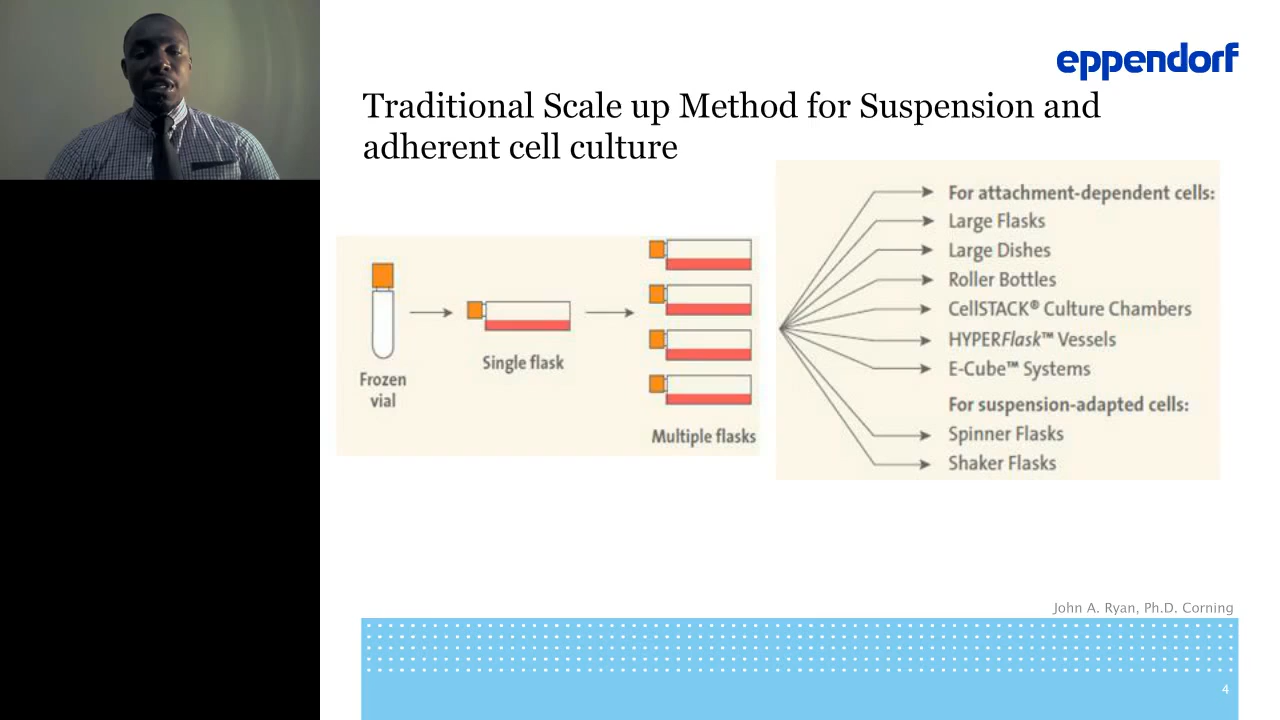 eppendorf
Traditional Scale up Method for Suspension and
adherent cell culture
Frozen
vial
Single flask
Multiple flasks
For attachment-dependent cells:
Large Flasks
Large Dishes
Roller Bottles
CellSTACK® Culture Chambers
HYPERFlask™ Vessels
E-Cube™ Systems
For suspension-adapted cells:
Spinner Flasks
Shaker Flasks
John A. Ryan, Ph.D. Corning
4